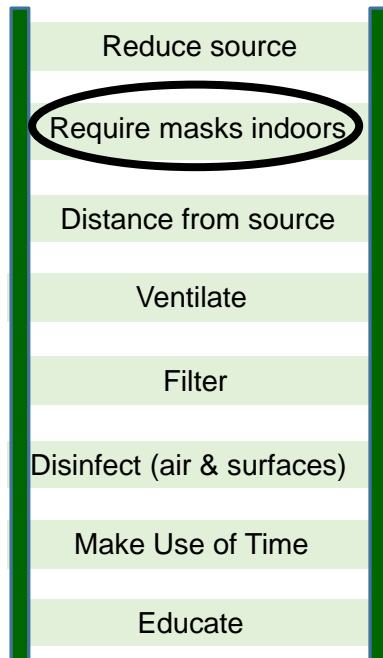 Reduce source
Require masks indoors
Distance from source
Ventilate
Filter
Disinfect (air & surfaces)
Make Use of Time
Educate